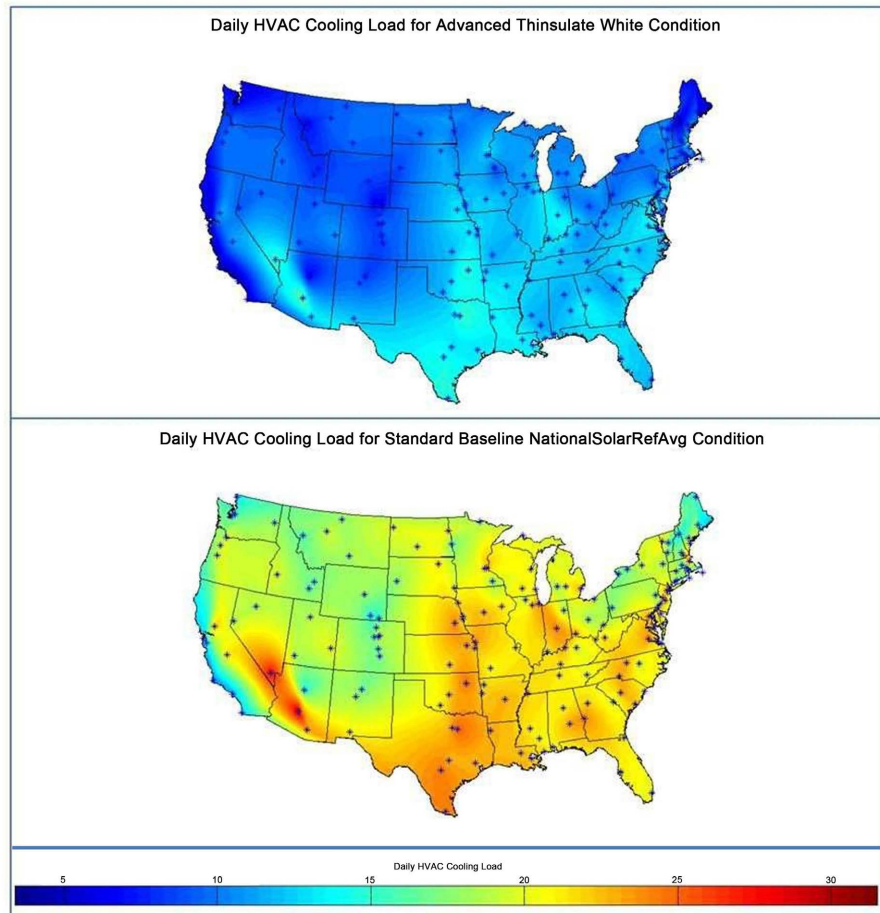 Daily HVAC Cooling Load for Advanced Thinsulate White Condition
Daily HVAC Cooling Load for Standard Baseline NationalSolarRefAvg Condition
Daily HVAC Cooling Load
5 10 15 20 25 30